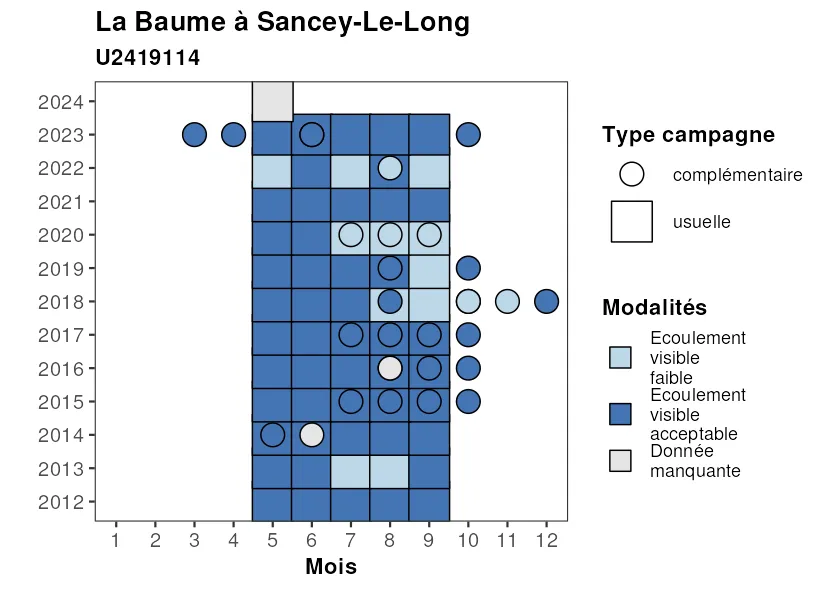 La Baume à Sancey-Le-Long
U2419114
2024
2023
2022
2021
2020
2019
2018
2017
2016
2015
2014
2013
2012
1 2 3 4 5 6 7 8 9 10 11 12
Mois
Type campagne
complémentaire
usuelle
Modalités
Ecoulement
visible
faible
Ecoulement
visible
acceptable
Donnée
manquante